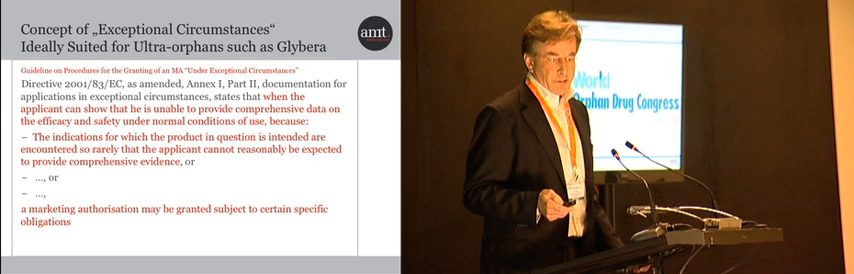 Concept of „Exceptional Circumstances“
Ideally Suited for Ultra-orphans such as Glybera
amt
Guideline on Procedures for the Granting of an MA “Under Exceptional Circumstances”
Directive 2001/83/EC, as amended, Annex I, Part II, documentation for
applications in exceptional circumstances, states that when the
applicant can show that he is unable to provide comprehensive data on
the efficacy and safety under normal conditions of use, because:
– The indications for which the product in question is intended are
encountered so rarely that the applicant cannot reasonably be expected
to provide comprehensive evidence, or
– …, or
– …,
a marketing authorisation may be granted subject to certain specific
obligations
World
Orphan Drug Congress